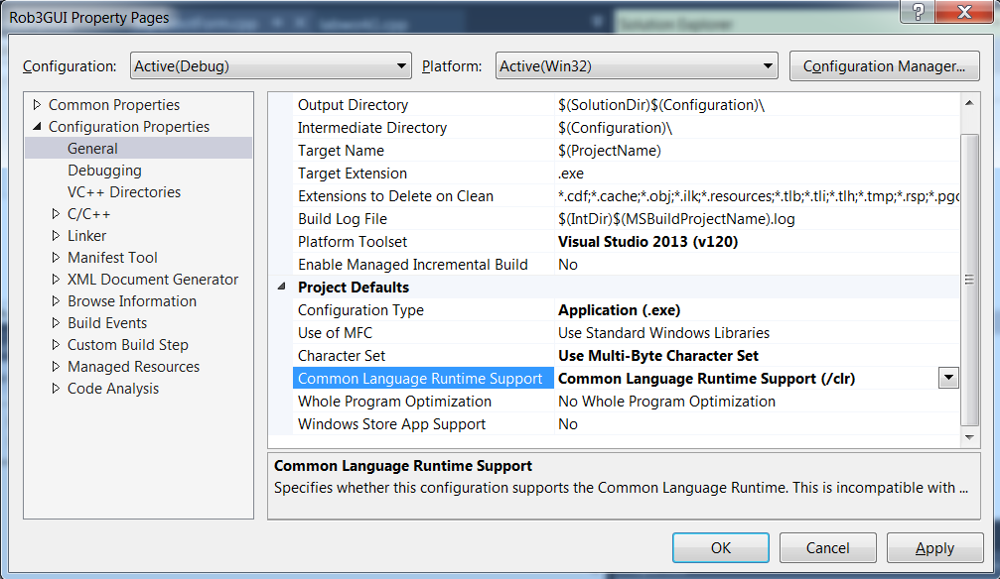 Rob3GUI Property Pages
Solution Explorer
Configuration: Active(Debug) Platform: Active(Win32) Configuration Manager...
Common Properties
Configuration Properties
General
Debugging
VC++ Directories
C/C++
Linker
Manifest Tool
XML Document Generator
Browse Information
Build Events
Custom Build Step
Managed Resources
Code Analysis
Output Directory $(SolutionDir)$(Configuration)\
Intermediate Directory $(Configuration)\
Target Name $(ProjectName)
Target Extension .exe
Extensions to Delete on Clean *.cdf;*.cache;*.obj;*.ilk;*.resources;*.tlb;*.tli;*.tlh;*.tmp;*.rsp;*.pgc
Build Log File $(IntDir)$(MSBuildProjectName).log
Platform Toolset Visual Studio 2013 (v120)
Enable Managed Incremental Build No
Project Defaults
Configuration Type Application (.exe)
Use of MFC Use Standard Windows Libraries
Character Set Use Multi-Byte Character Set
Common Language Runtime Support Common Language Runtime Support (/clr)
Whole Program Optimization No Whole Program Optimization
Windows Store App Support No
Common Language Runtime Support
Specifies whether this configuration supports the Common Language Runtime. This is incompatible with ...
OK Cancel Apply